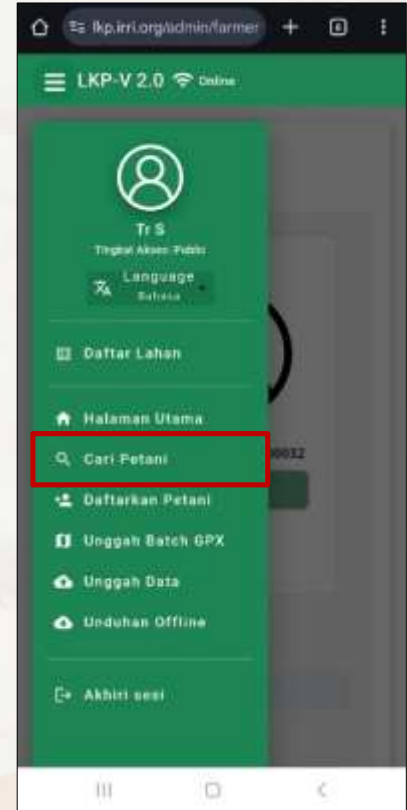 lkp.irri.org/admin/farmer
LKP-V 2.0 Online
Tr S
Tingkat Akses: Public
Language
Bahasa
Daftar Lahan
Halaman Utama
Cari Petani
Daftarkan Petani
Unggah Batch GPX
Unggah Data
Unduhan Offline
Akhiri sesi